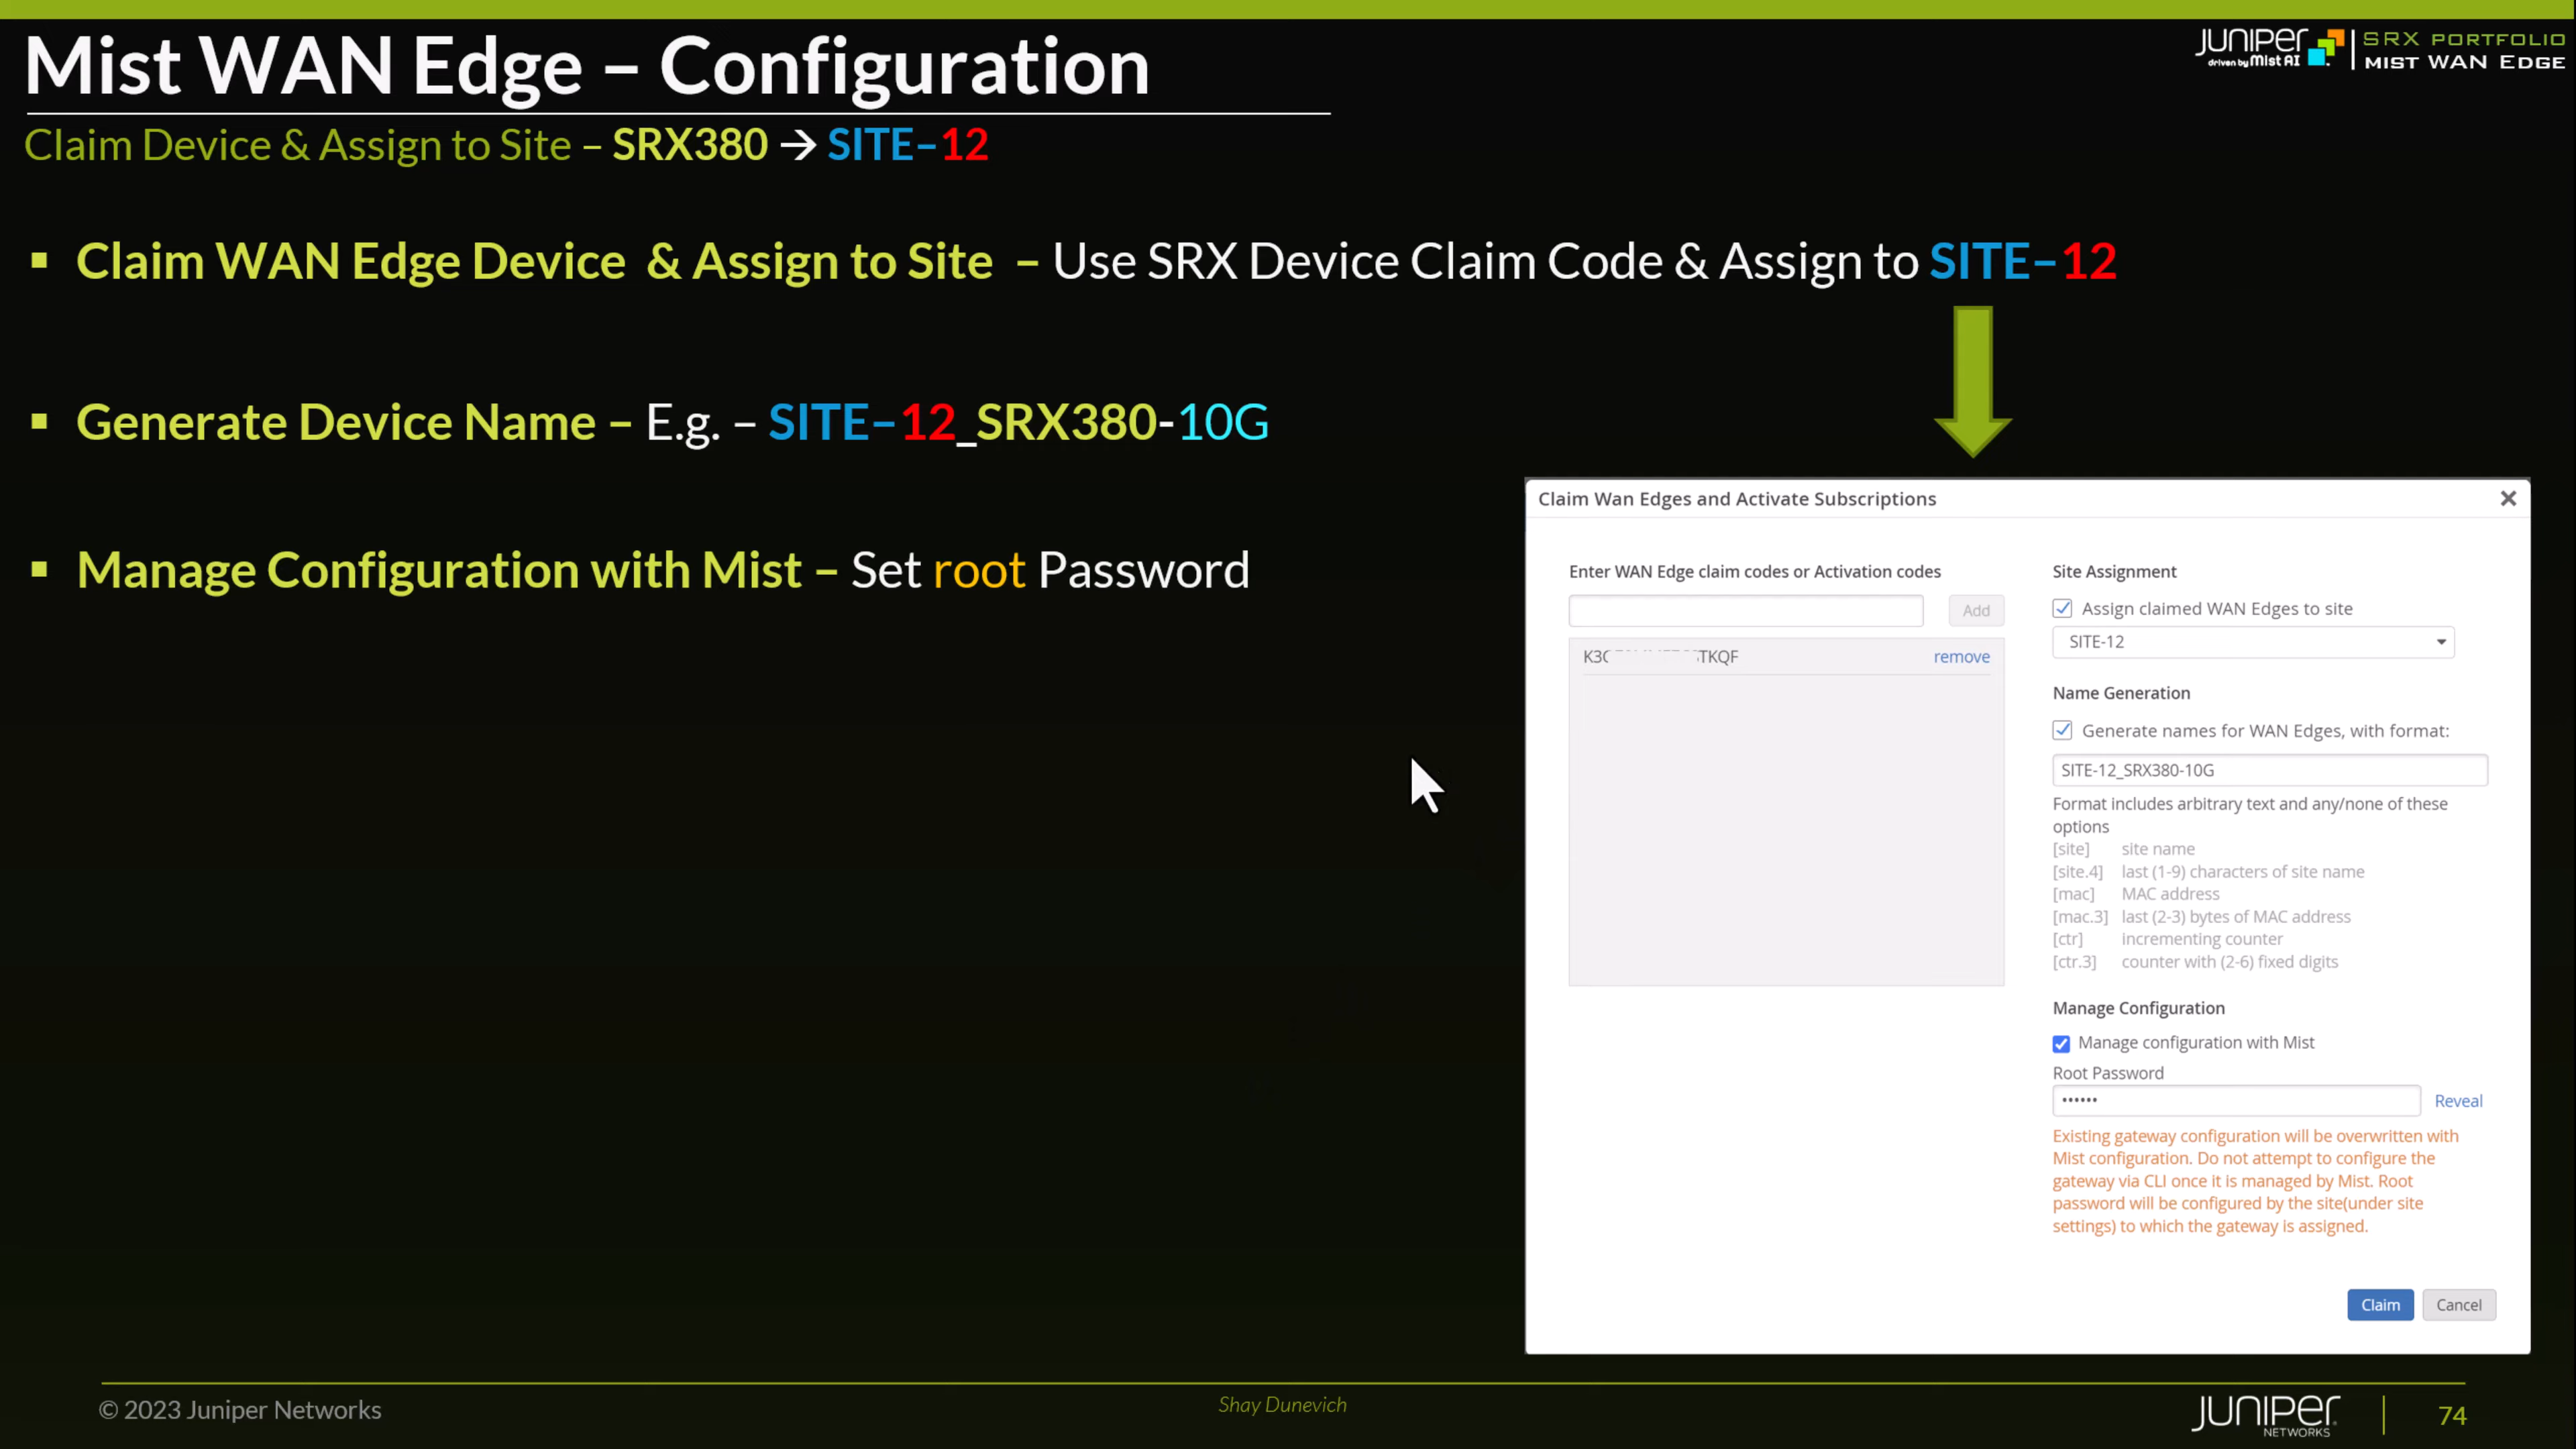 Mist WAN Edge – Configuration
Juniper driven by Mist AI
SRX PORTFOLIO
MIST WAN EDGE
Claim Device & Assign to Site – SRX380 → SITE–12
▪ Claim WAN Edge Device & Assign to Site – Use SRX Device Claim Code & Assign to SITE–12
▪ Generate Device Name – E.g. – SITE–12_SRX380-10G
▪ Manage Configuration with Mist – Set root Password
Claim Wan Edges and Activate Subscriptions
Enter WAN Edge claim codes or Activation codes
Add
TKQF remove
Site Assignment
Assign claimed WAN Edges to site
SITE-12
Name Generation
Generate names for WAN Edges, with format:
SITE-12_SRX380-10G
Format includes arbitrary text and any/none of these
options
[site] site name
[site.4] last (1-9) characters of site name
[mac] MAC address
[mac.3] last (2-3) bytes of MAC address
[ctr] incrementing counter
[ctr.3] counter with (2-6) fixed digits
Manage Configuration
Manage configuration with Mist
Root Password
•••••• Reveal
Existing gateway configuration will be overwritten with
Mist configuration. Do not attempt to configure the
gateway via CLI once it is managed by Mist. Root
password will be configured by the site(under site
settings) to which the gateway is assigned.
Claim Cancel
© 2023 Juniper Networks
Shay Dunevich
Juniper NETWORKS
74